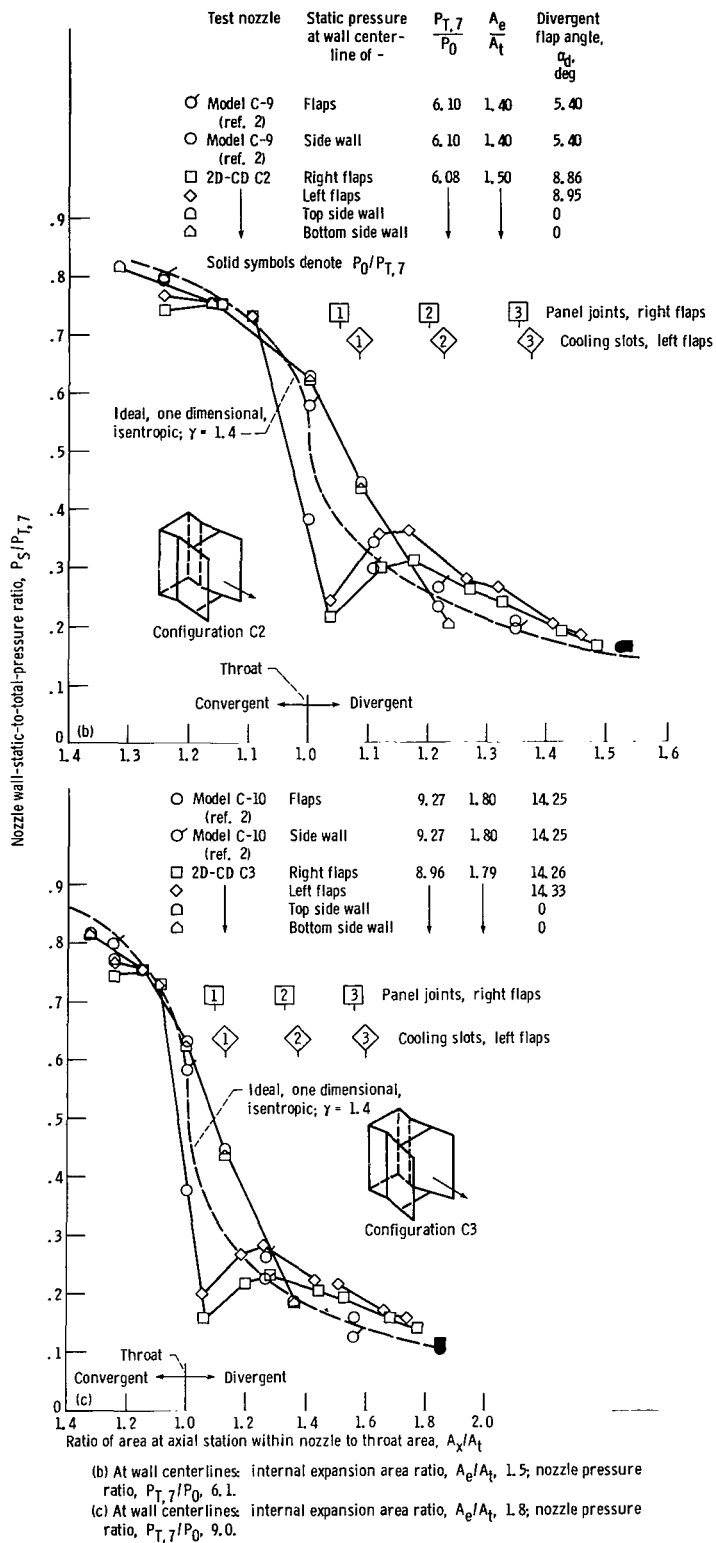 Test nozzle Static pressure at wall center- line of - P_T,7/P_0 A_e/A_t Divergent flap angle, α_d, deg
Model C-9 (ref. 2) Flaps 6.10 1.40 5.40
Model C-9 (ref. 2) Side wall 6.10 1.40 5.40
2D-CD C2 Right flaps 6.08 1.50 8.86
Left flaps 8.95
Top side wall 0
Bottom side wall 0
Solid symbols denote P_0/P_T,7
1 2 3 Panel joints, right flaps
1 2 3 Cooling slots, left flaps
Ideal, one dimensional,
isentropic; γ = 1.4
Configuration C2
Throat
Convergent Divergent
.9
.8
.7
.6
.5
.4
.3
.2
.1
0
(b)
1.4 1.3 1.2 1.1 1.0 1.1 1.2 1.3 1.4 1.5 1.6
Nozzle wall-static-to-total-pressure ratio, P_S/P_T,7
Model C-10 (ref. 2) Flaps 9.27 1.80 14.25
Model C-10 (ref. 2) Side wall 9.27 1.80 14.25
2D-CD C3 Right flaps 8.96 1.79 14.26
Left flaps 14.33
Top side wall 0
Bottom side wall 0
1 2 3 Panel joints, right flaps
1 2 3 Cooling slots, left flaps
Ideal, one dimensional,
isentropic; γ = 1.4
Configuration C3
Throat
Convergent Divergent
.9
.8
.7
.6
.5
.4
.3
.2
.1
0
(c)
1.4 1.2 1.0 1.2 1.4 1.6 1.8 2.0
Ratio of area at axial station within nozzle to throat area, A_x/A_t
(b) At wall centerlines: internal expansion area ratio, A_e/A_t, 1.5; nozzle pressure
ratio, P_T,7/P_0, 6.1.
(c) At wall centerlines: internal expansion area ratio, A_e/A_t, 1.8; nozzle pressure
ratio, P_T,7/P_0, 9.0.